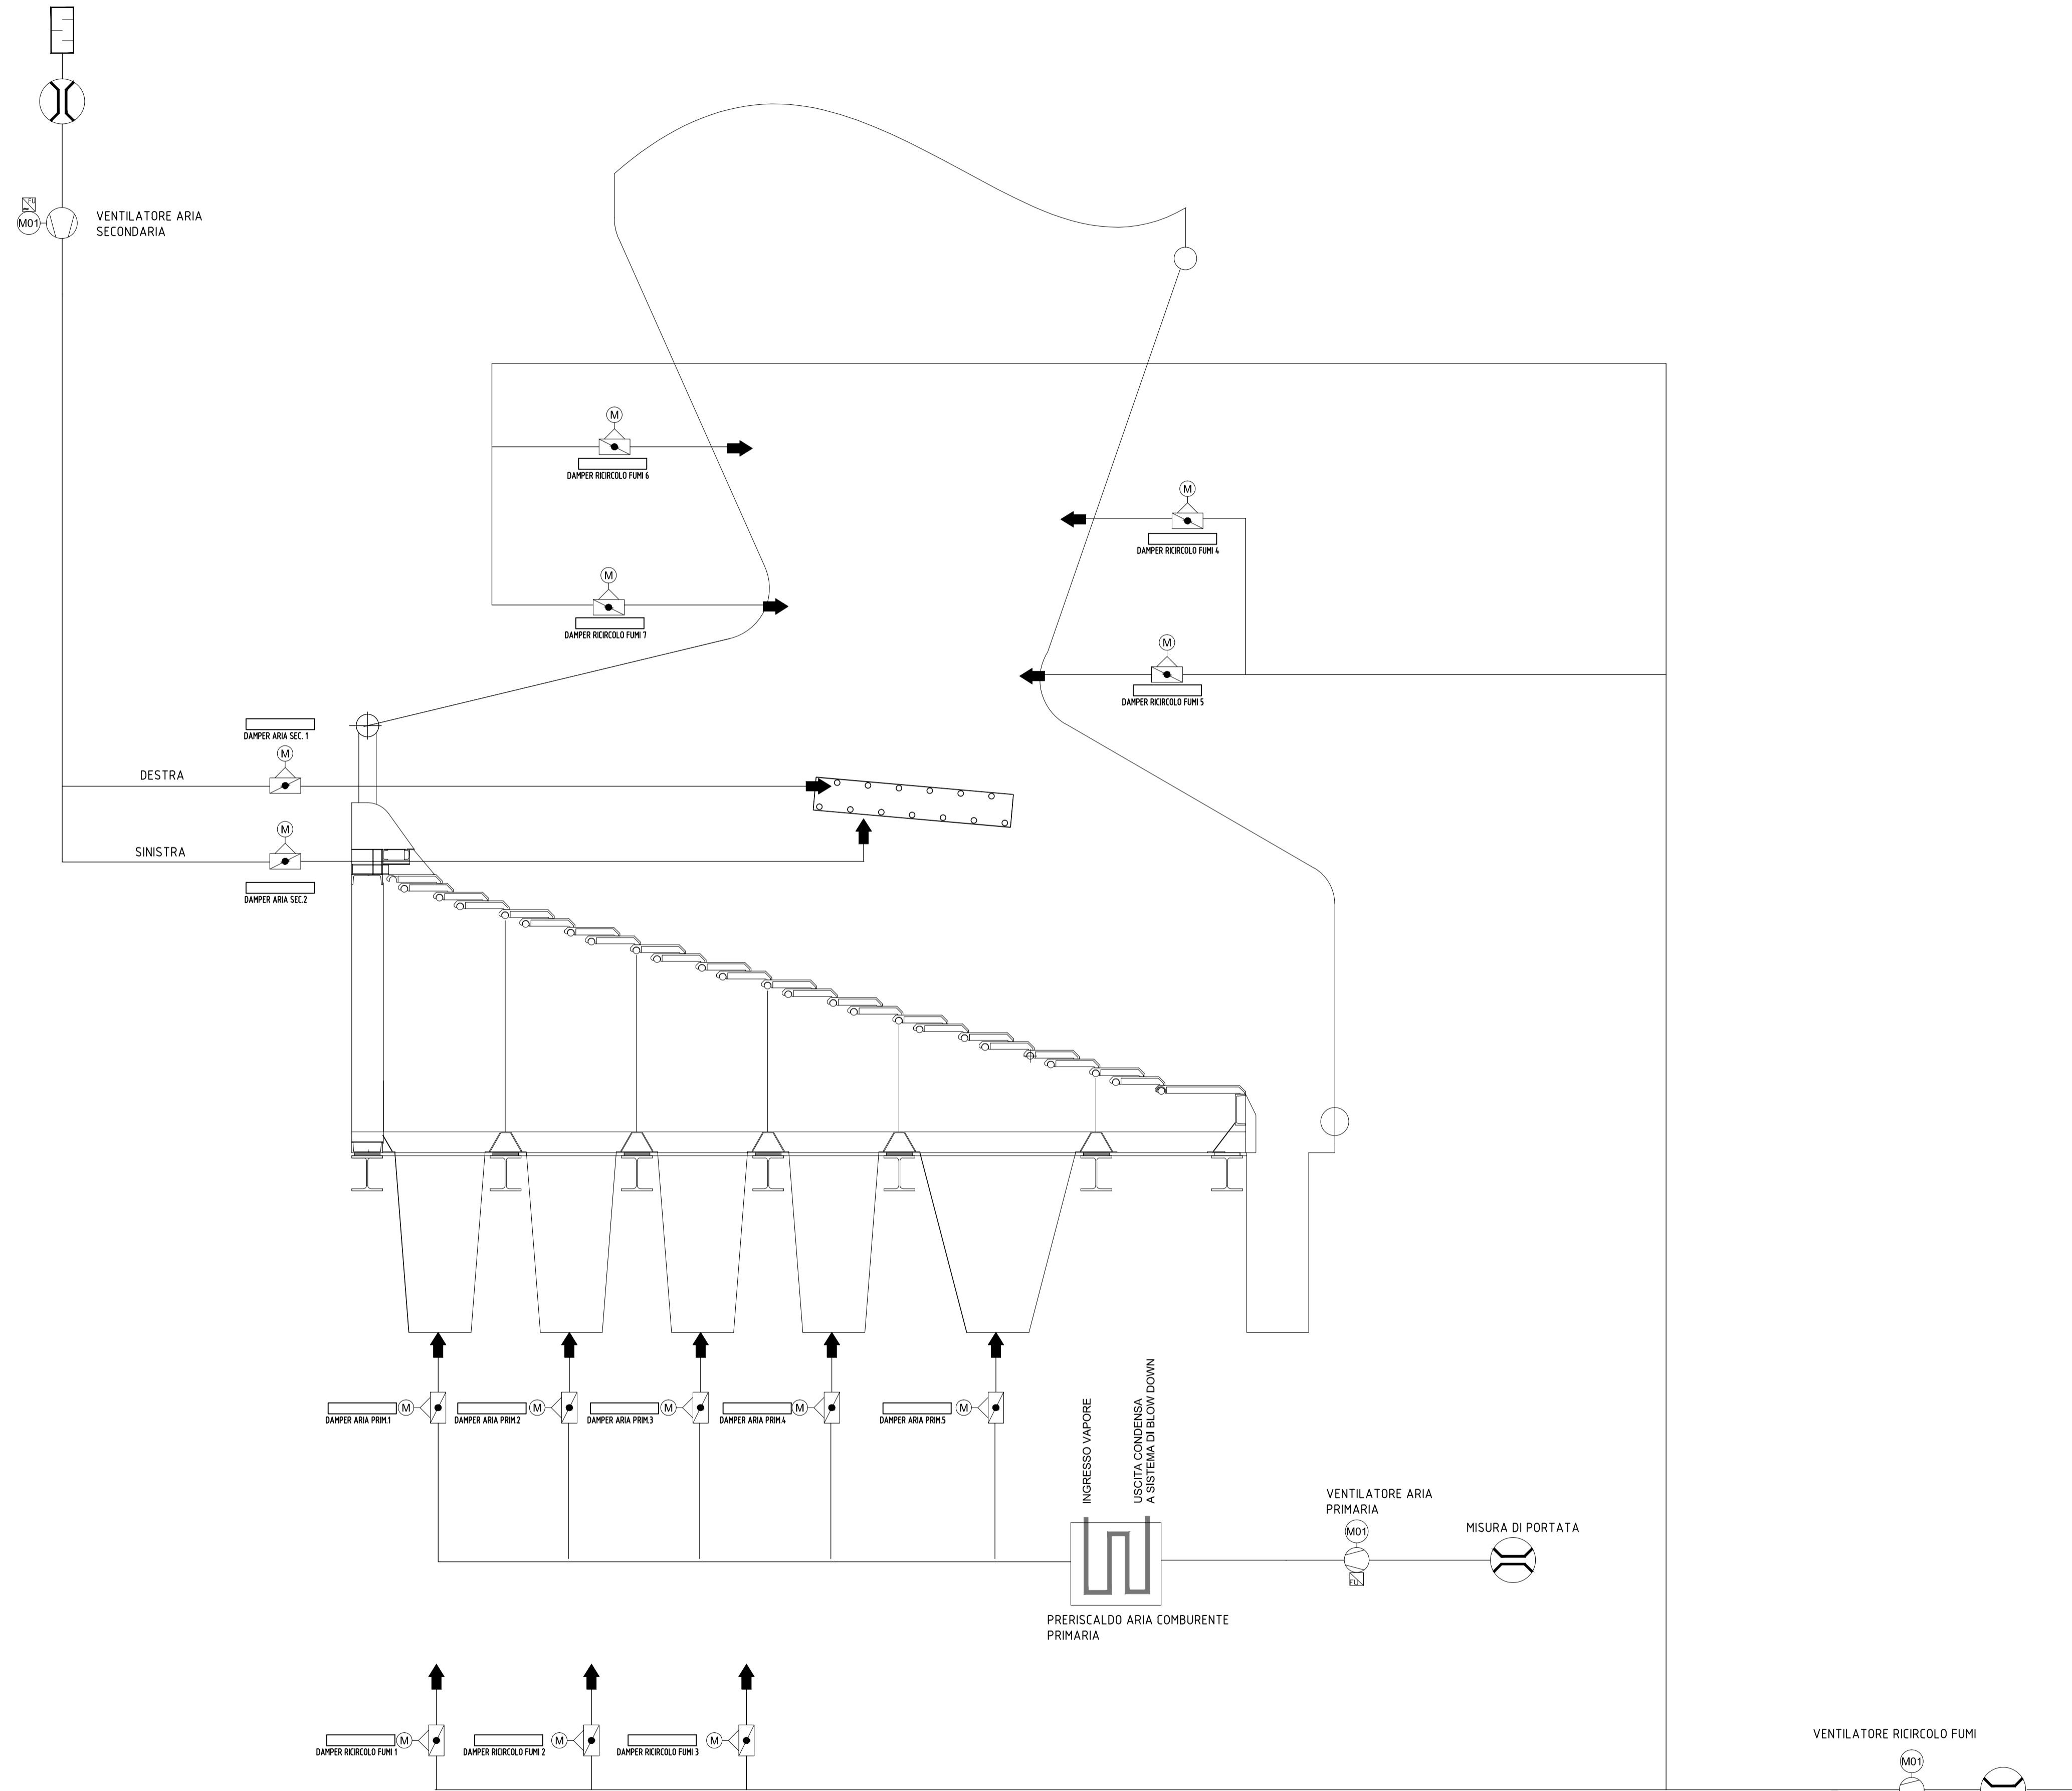 FU
M01
VENTILATORE ARIA
SECONDARIA
M
DAMPER RICIRCOLO FUMI 6
M
DAMPER RICIRCOLO FUMI 4
M
DAMPER RICIRCOLO FUMI 7
M
DAMPER RICIRCOLO FUMI 5
DAMPER ARIA SEC. 1
M
DESTRA
M
SINISTRA
DAMPER ARIA SEC.2
M
DAMPER ARIA PRIM.1
M
DAMPER ARIA PRIM.2
M
DAMPER ARIA PRIM.3
M
DAMPER ARIA PRIM.4
M
DAMPER ARIA PRIM.5
INGRESSO VAPORE
USCITA CONDENSA
A SISTEMA DI BLOW DOWN
VENTILATORE ARIA
PRIMARIA
M01
FU
MISURA DI PORTATA
PRERISCALDO ARIA COMBURENTE
PRIMARIA
M
DAMPER RICIRCOLO FUMI 1
M
DAMPER RICIRCOLO FUMI 2
M
DAMPER RICIRCOLO FUMI 3
VENTILATORE RICIRCOLO FUMI
M01